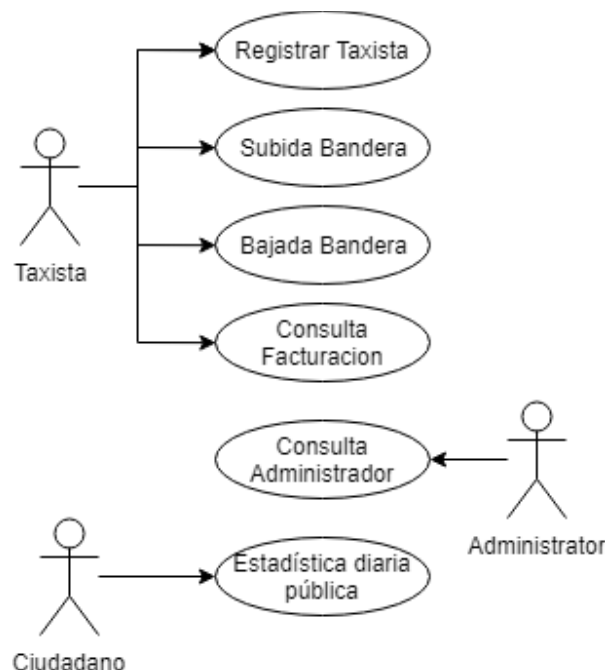 Registrar Taxista
Subida Bandera
Bajada Bandera
Taxista
Consulta
Facturacion
Consulta
Administrador
Administrator
Estadística diaria
pública
Ciudadano